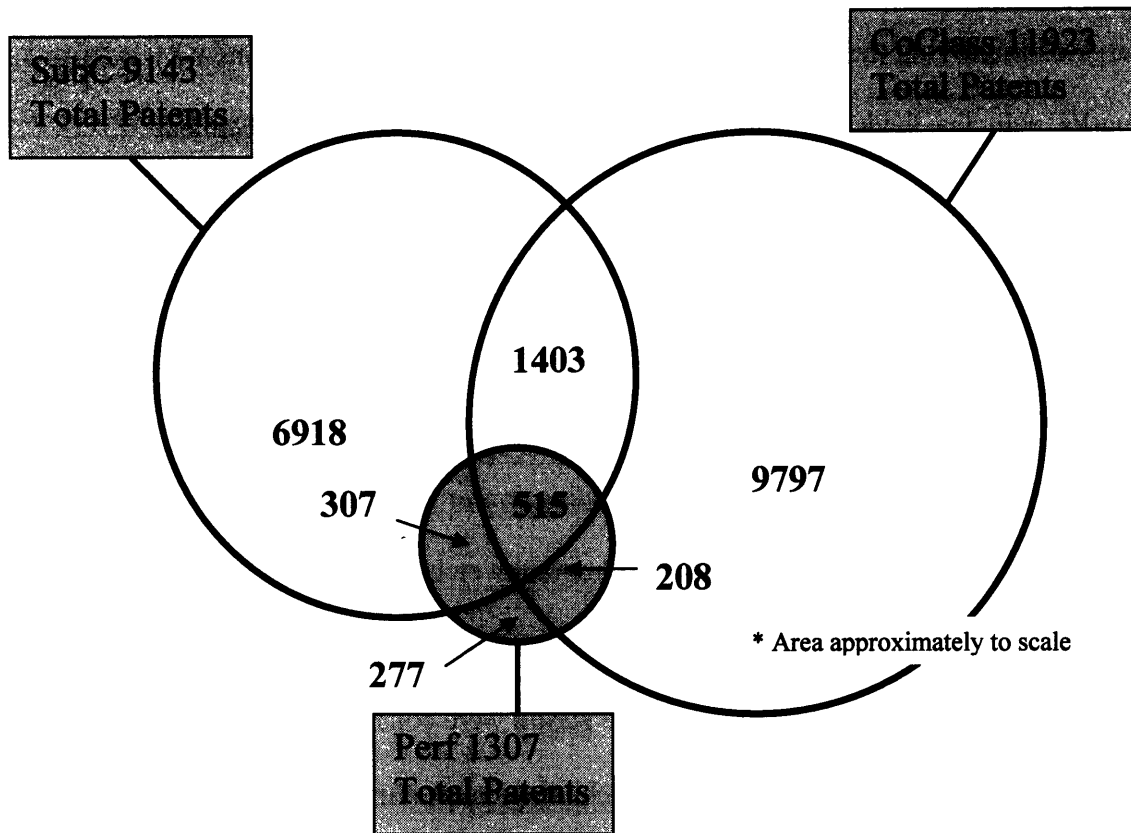 SubC 9143
Total Patents
CoClass 11923
Total Patents
1403
6918
9797
307
515
208
* Area approximately to scale
277
Perf 1307
Total Patents